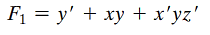 F₁ = y′ + xy + x′yz′